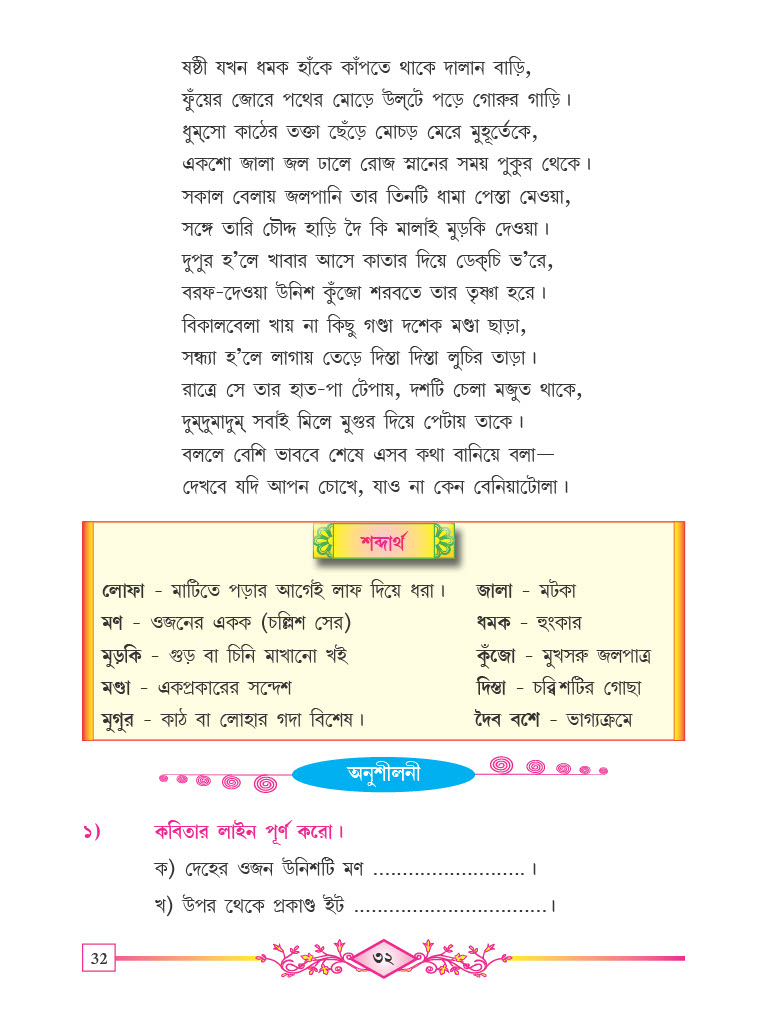 ষষ্ঠী যখন ধমক হাঁকে কাঁপতে থাকে দালান বাড়ি,
ফুঁয়ের জোরে পথের মোড়ে উল্‌টে পড়ে গোরুর গাড়ি।
ধুম্‌সো কাঠের তক্তা ছেঁড়ে মোচড় মেরে মুহূর্তেকে,
একশো জালা জল ঢালে রোজ স্নানের সময় পুকুর থেকে।
সকাল বেলায় জলপানি তার তিনটি ধামা পেস্তা মেওয়া,
সঙ্গে তারি চৌদ্দ হাড়ি দৈ কি মালাই মুড়কি দেওয়া।
দুপুর হ’লে খাবার আসে কাতার দিয়ে ডেক্‌চি ভ’রে,
বরফ-দেওয়া উনিশ কুঁজো শরবতে তার তৃষ্ণা হরে।
বিকালবেলা খায় না কিছু গণ্ডা দশেক মণ্ডা ছাড়া,
সন্ধ্যা হ’লে লাগায় তেড়ে দিস্তা দিস্তা লুচির তাড়া।
রাত্রে সে তার হাত-পা টেপায়, দশটি চেলা মজুত থাকে,
দুম্‌দুমাদুম্ সবাই মিলে মুগুর দিয়ে পেটায় তাকে।
বললে বেশি ভাববে শেষে এসব কথা বানিয়ে বলা—
দেখবে যদি আপন চোখে, যাও না কেন বেনিয়াটোলা।
শব্দার্থ
লোফা - মাটিতে পড়ার আগেই লাফ দিয়ে ধরা। জালা - মটকা
মণ - ওজনের একক (চল্লিশ সের) ধমক - হুংকার
মুড়কি - গুড় বা চিনি মাখানো খই কুঁজো - মুখসরু জলপাত্র
মণ্ডা - একপ্রকারের সন্দেশ দিস্তা - চব্বিশটির গোছা
মুগুর - কাঠ বা লোহার গদা বিশেষ। দৈব বশে - ভাগ্যক্রমে
অনুশীলনী
১) কবিতার লাইন পূর্ণ করো।
ক) দেহের ওজন উনিশটি মণ ..........................।
খ) উপর থেকে প্রকাণ্ড ইট .................................।
32 ৩২